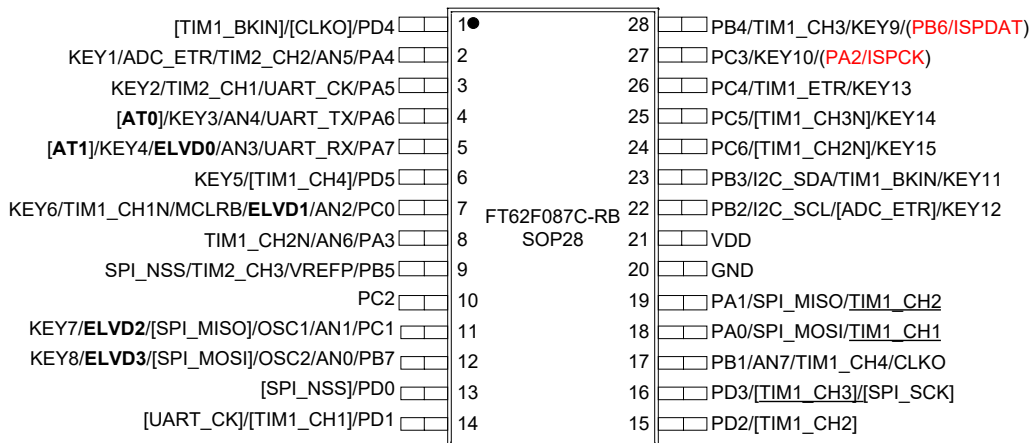 [TIM1_BKIN]/[CLKO]/PD4 1 28 PB4/TIM1_CH3/KEY9/(PB6/ISPDAT)
KEY1/ADC_ETR/TIM2_CH2/AN5/PA4 2 27 PC3/KEY10/(PA2/ISPCK)
KEY2/TIM2_CH1/UART_CK/PA5 3 26 PC4/TIM1_ETR/KEY13
[AT0]/KEY3/AN4/UART_TX/PA6 4 25 PC5/[TIM1_CH3N]/KEY14
[AT1]/KEY4/ELVD0/AN3/UART_RX/PA7 5 24 PC6/[TIM1_CH2N]/KEY15
KEY5/[TIM1_CH4]/PD5 6 23 PB3/I2C_SDA/TIM1_BKIN/KEY11
KEY6/TIM1_CH1N/MCLRB/ELVD1/AN2/PC0 7 22 PB2/I2C_SCL/[ADC_ETR]/KEY12
FT62F087C-RB
SOP28
TIM1_CH2N/AN6/PA3 8 21 VDD
SPI_NSS/TIM2_CH3/VREFP/PB5 9 20 GND
PC2 10 19 PA1/SPI_MISO/TIM1_CH2
KEY7/ELVD2/[SPI_MISO]/OSC1/AN1/PC1 11 18 PA0/SPI_MOSI/TIM1_CH1
KEY8/ELVD3/[SPI_MOSI]/OSC2/AN0/PB7 12 17 PB1/AN7/TIM1_CH4/CLKO
[SPI_NSS]/PD0 13 16 PD3/[TIM1_CH3]/[SPI_SCK]
[UART_CK]/[TIM1_CH1]/PD1 14 15 PD2/[TIM1_CH2]